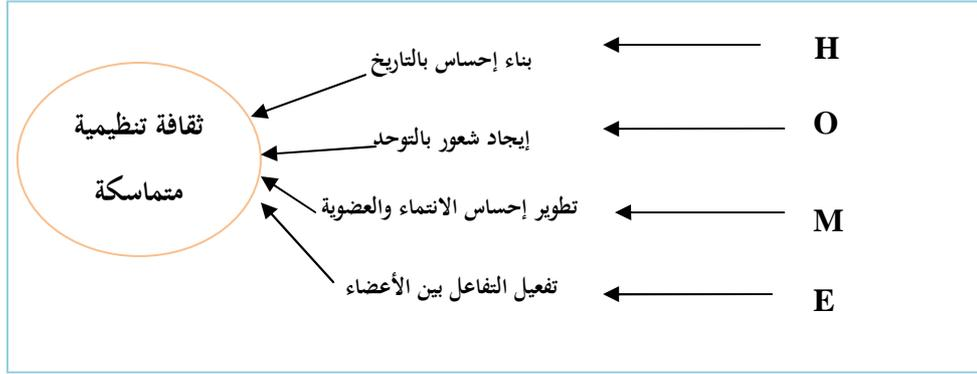 H
بناء إحساس بالتاريخ
O
إيجاد شعور بالتوحد
M
تطوير إحساس الانتماء والعضوية
E
تفعيل التفاعل بين الأعضاء
ثقافة تنظيمية
متماسكة